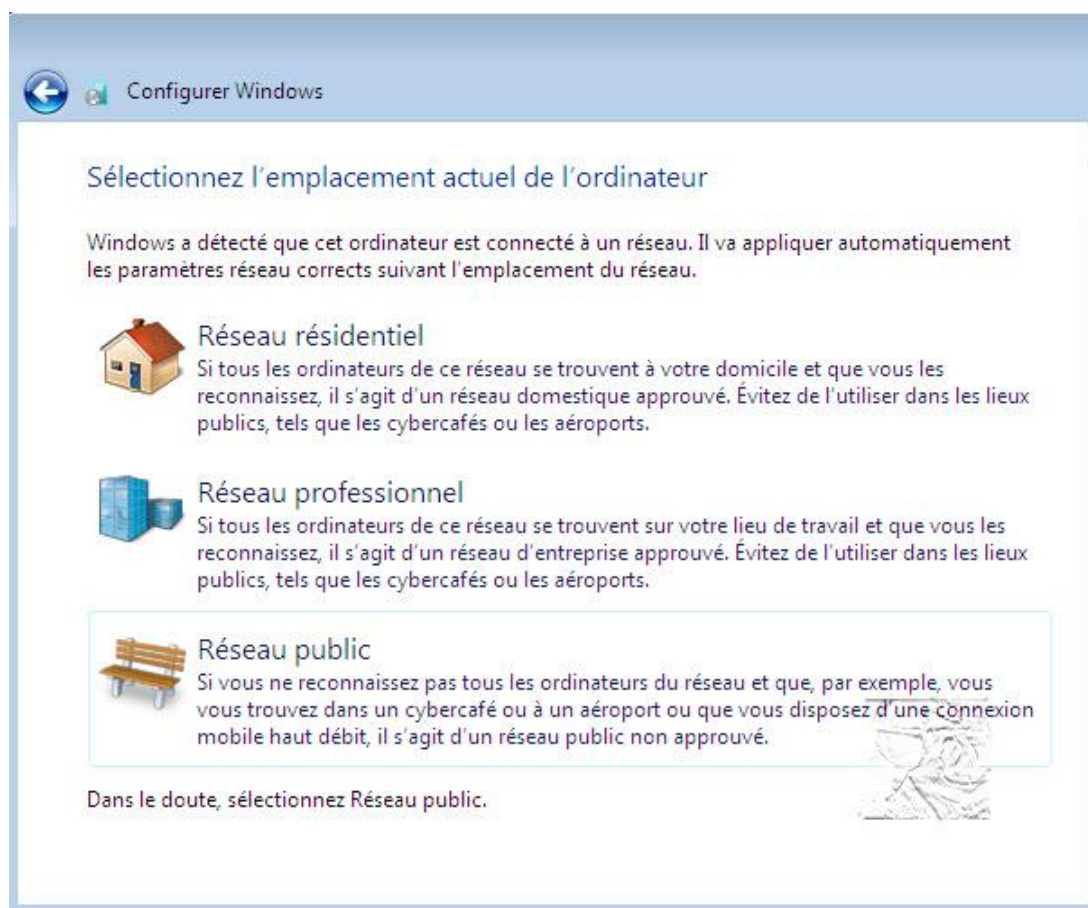 Configurer Windows
Sélectionnez l'emplacement actuel de l'ordinateur
Windows a détecté que cet ordinateur est connecté à un réseau. Il va appliquer automatiquement
les paramètres réseau corrects suivant l'emplacement du réseau.
Réseau résidentiel
Si tous les ordinateurs de ce réseau se trouvent à votre domicile et que vous les
reconnaissez, il s'agit d'un réseau domestique approuvé. Évitez de l'utiliser dans les lieux
publics, tels que les cybercafés ou les aéroports.
Réseau professionnel
Si tous les ordinateurs de ce réseau se trouvent sur votre lieu de travail et que vous les
reconnaissez, il s'agit d'un réseau d'entreprise approuvé. Évitez de l'utiliser dans les lieux
publics, tels que les cybercafés ou les aéroports.
Réseau public
Si vous ne reconnaissez pas tous les ordinateurs du réseau et que, par exemple, vous
vous trouvez dans un cybercafé ou à un aéroport ou que vous disposez d'une connexion
mobile haut débit, il s'agit d'un réseau public non approuvé.
Dans le doute, sélectionnez Réseau public.